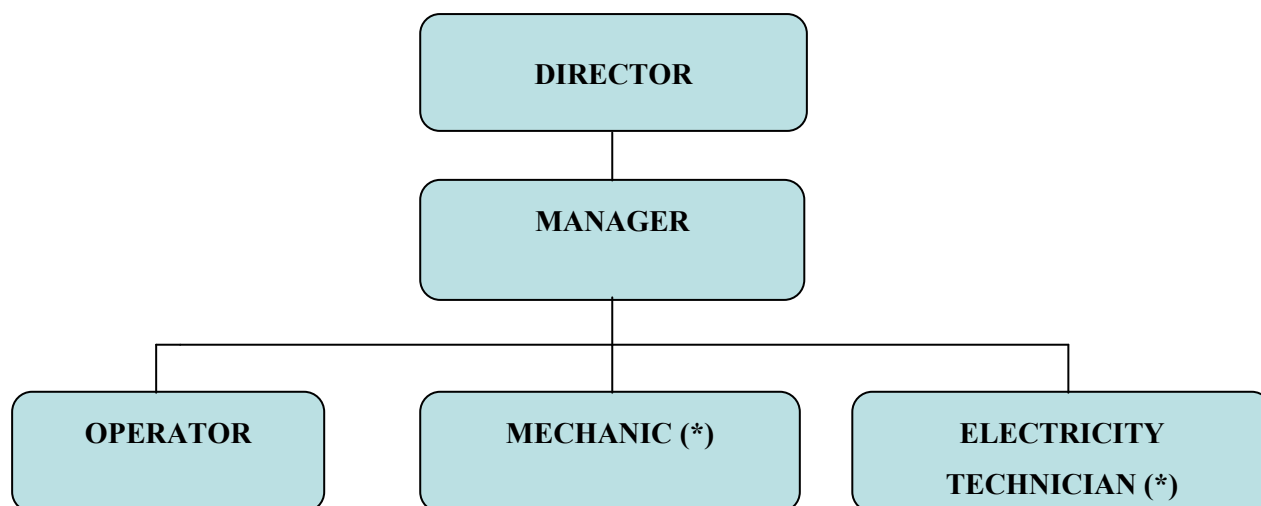 DIRECTOR
MANAGER
OPERATOR
MECHANIC (*)
ELECTRICITY
TECHNICIAN (*)